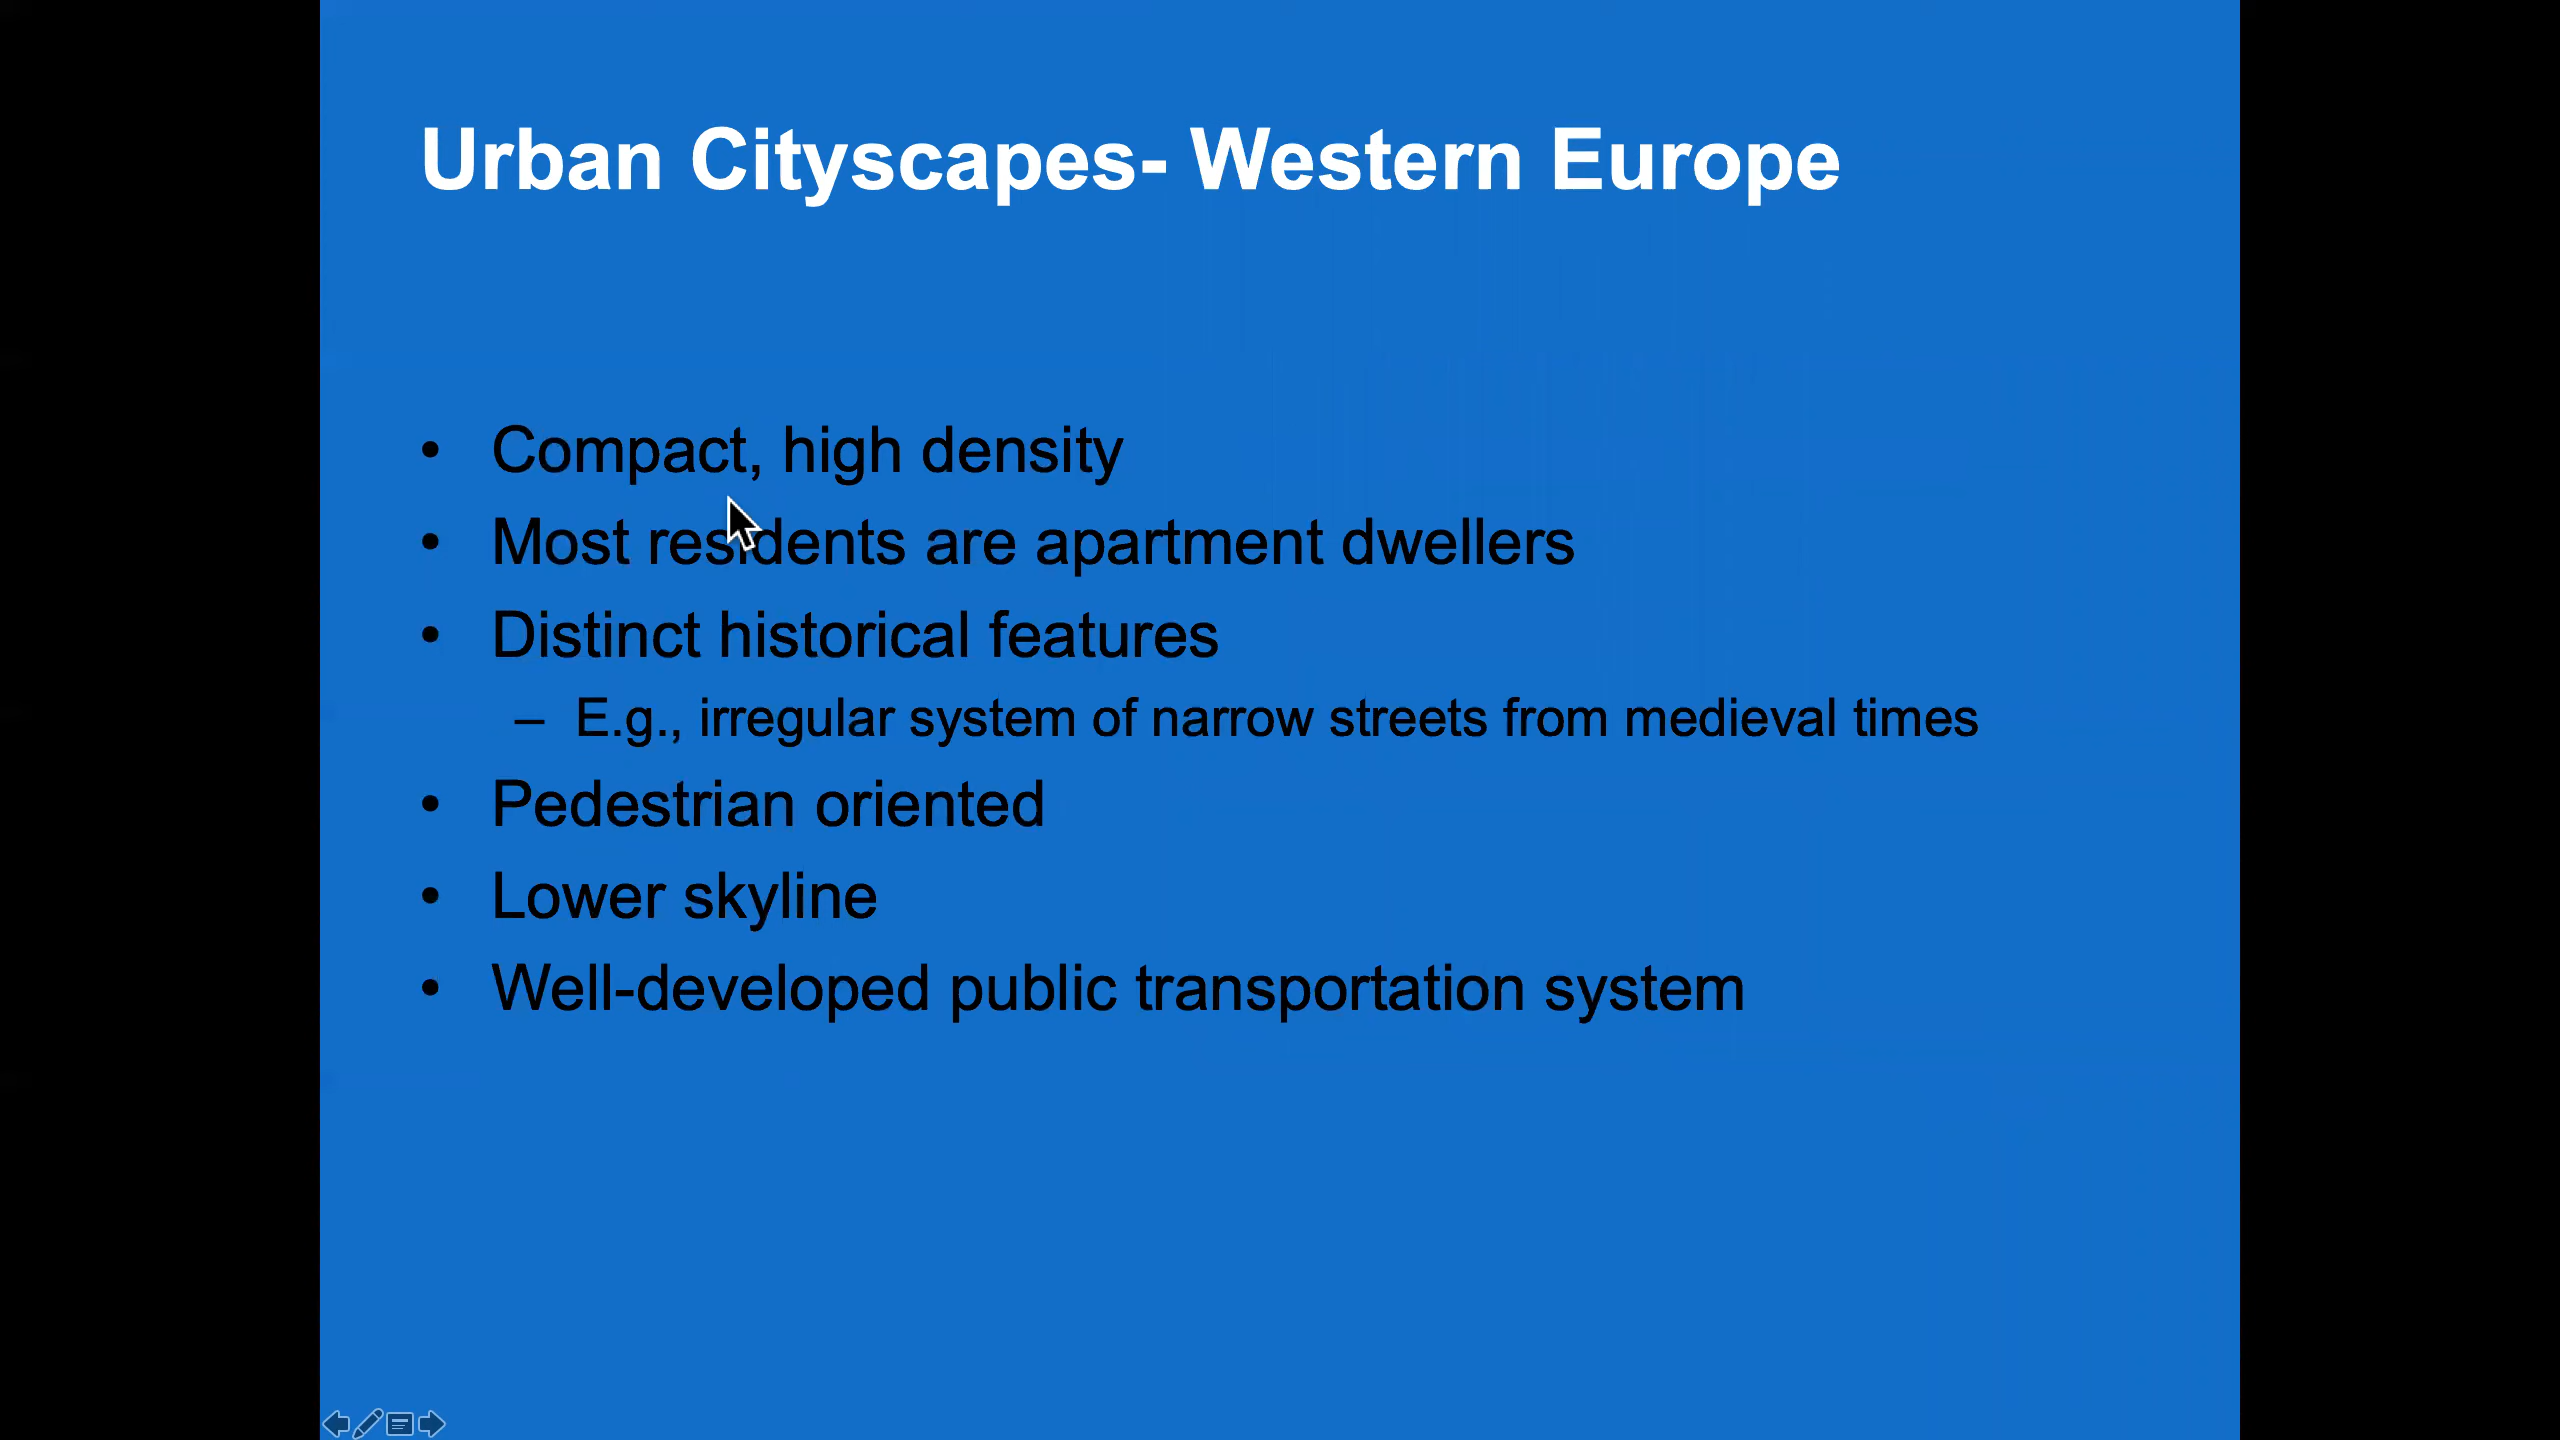 Urban Cityscapes- Western Europe
• Compact, high density
• Most residents are apartment dwellers
• Distinct historical features
– E.g., irregular system of narrow streets from medieval times
• Pedestrian oriented
• Lower skyline
• Well-developed public transportation system